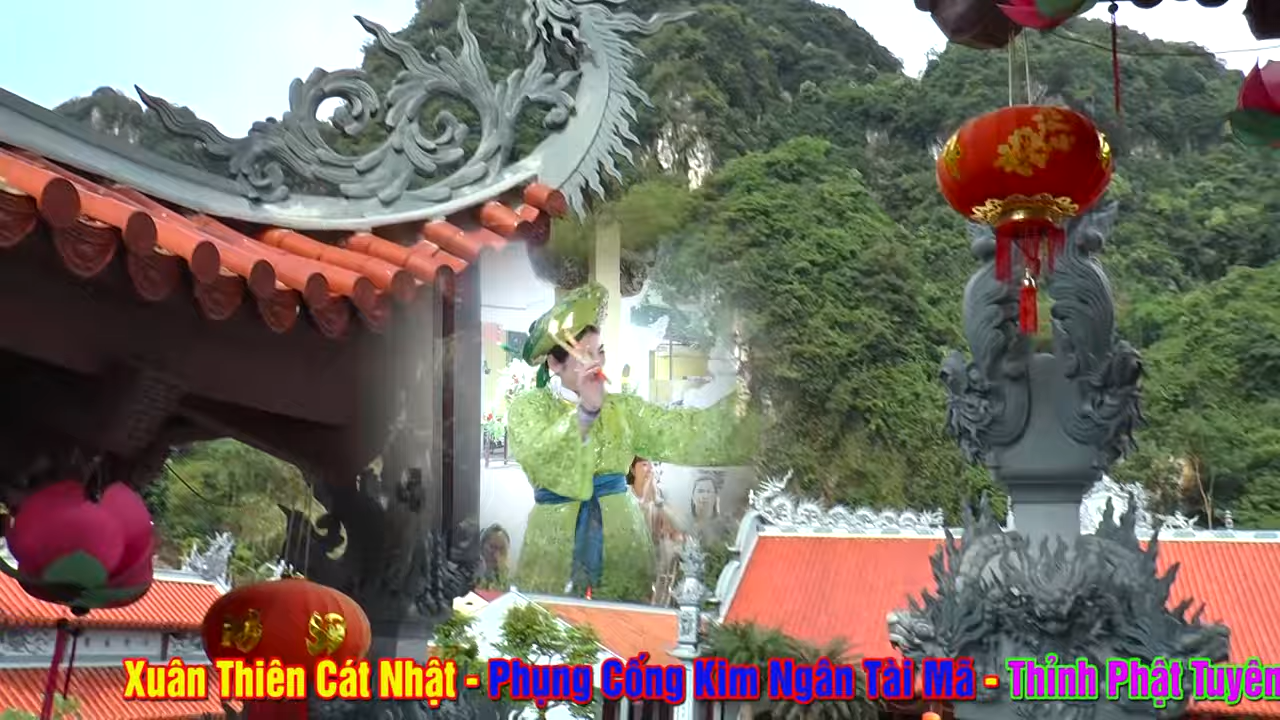 Xuân Thiên Cát Nhật - Phụng Cống Kim Ngân Tài Mã - Thỉnh Phật Tuyên